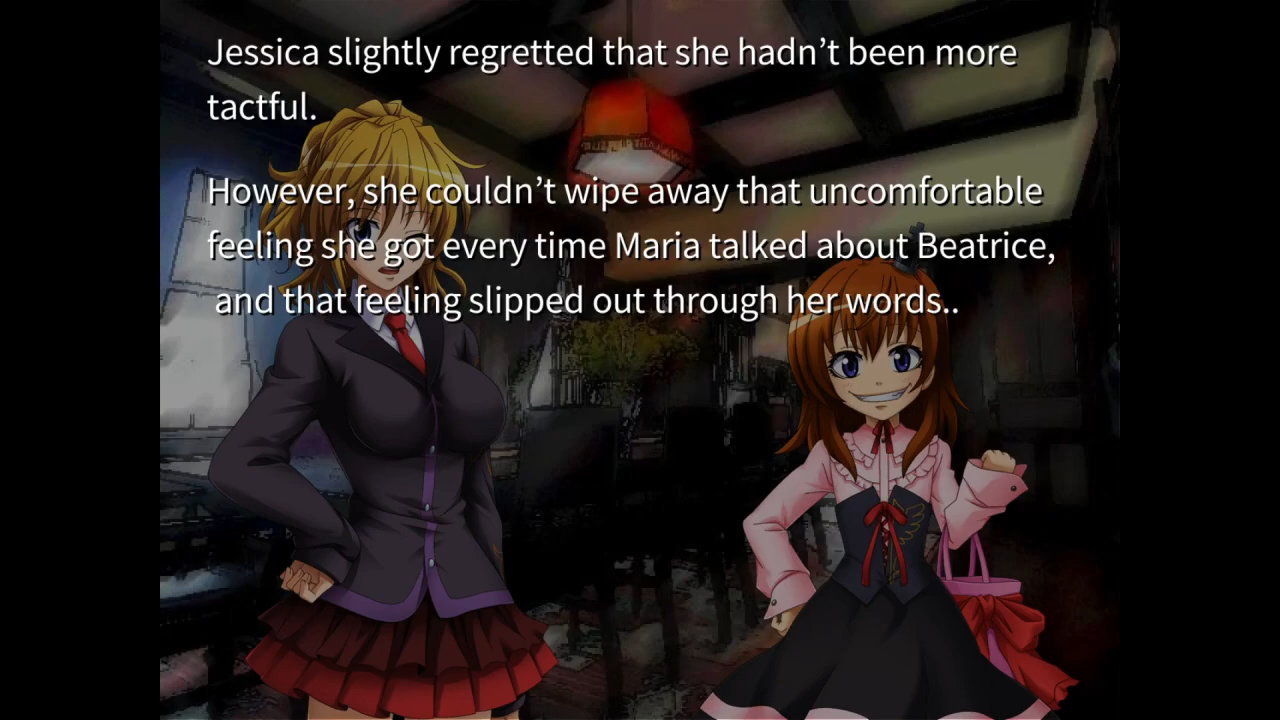 Jessica slightly regretted that she hadn’t been more
tactful.
However, she couldn’t wipe away that uncomfortable
feeling she got every time Maria talked about Beatrice,
and that feeling slipped out through her words..